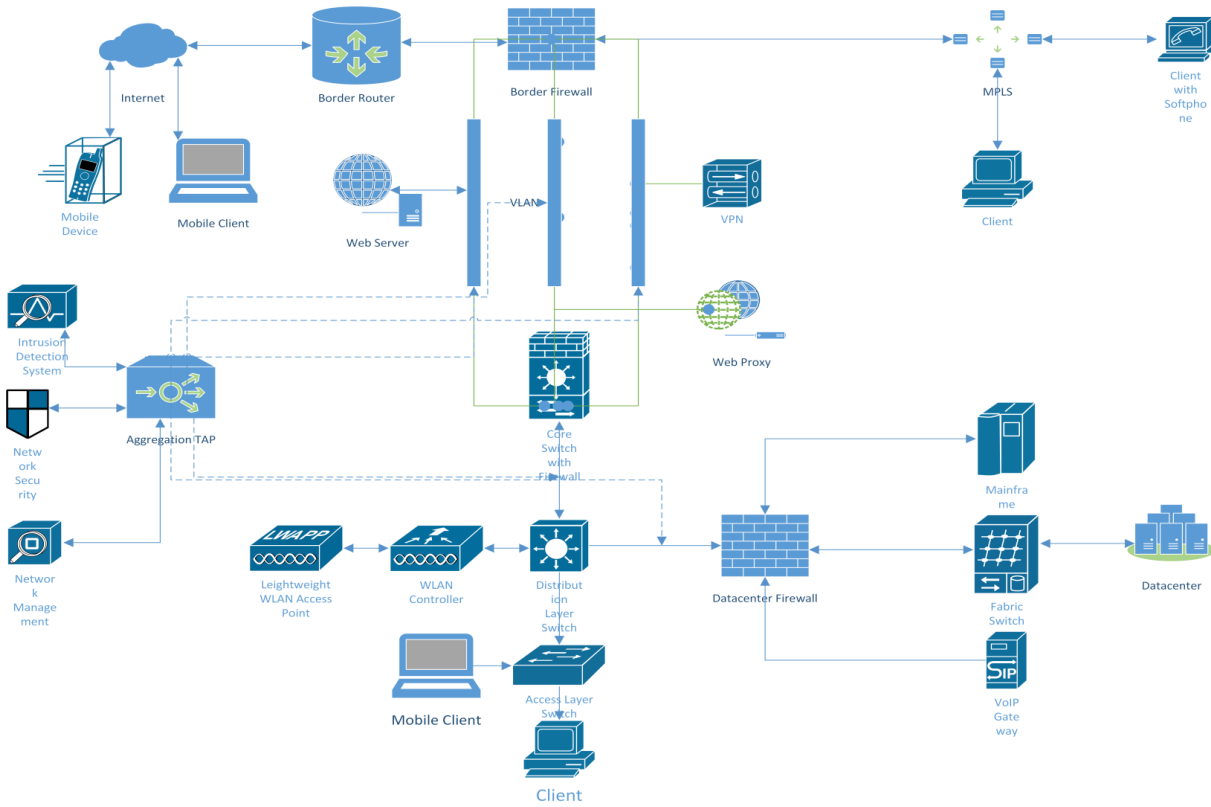 Internet
Border Router
Border Firewall
MPLS
Client
with
Softpho
ne
Mobile
Device
Mobile Client
Web Server
VLAN
VPN
Client
Intrusion
Detection
System
Web Proxy
Aggregation TAP
Core
Switch
with
Firewall
Netw
ork
Secu
rity
Mainfra
me
LWAPP
Leightweight
WLAN Access
Point
WLAN
Controller
Distribut
ion
Layer
Switch
Datacenter Firewall
Fabric
Switch
Datacenter
Networ
k
Manage
ment
Mobile Client
Access Layer
Switch
SIP
VoIP
Gate
way
Client